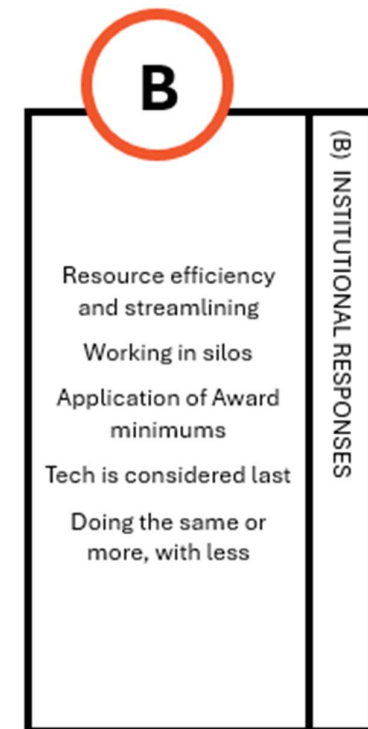 B
Resource efficiency
and streamlining
Working in silos
Application of Award
minimums
Tech is considered last
Doing the same or
more, with less
(B) INSTITUTIONAL RESPONSES